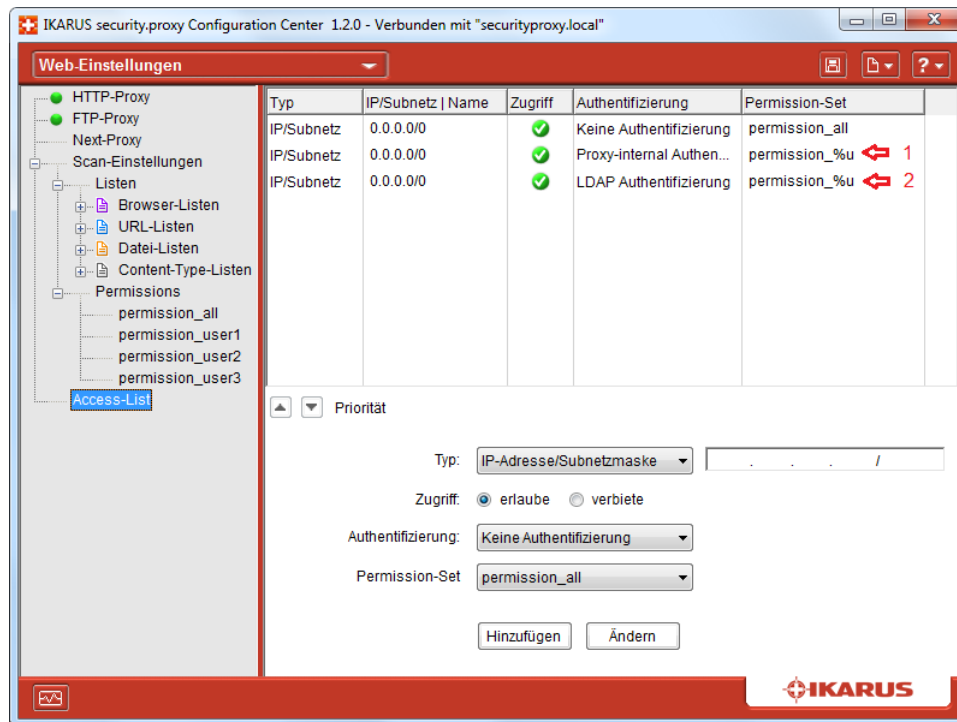 IKARUS security.proxy Configuration Center 1.2.0 - Verbunden mit "securityproxy.local"
Web-Einstellungen
?
HTTP-Proxy
FTP-Proxy
Next-Proxy
Scan-Einstellungen
Listen
Browser-Listen
URL-Listen
Datei-Listen
Content-Type-Listen
Permissions
permission_all
permission_user1
permission_user2
permission_user3
Access-List
Typ IP/Subnetz | Name Zugriff Authentifizierung Permission-Set
IP/Subnetz 0.0.0.0/0 Keine Authentifizierung permission_all
IP/Subnetz 0.0.0.0/0 Proxy-internal Authen... permission_%u 1
IP/Subnetz 0.0.0.0/0 LDAP Authentifizierung permission_%u 2
Priorität
Typ: IP-Adresse/Subnetzmaske . . . /
Zugriff: erlaube verbiete
Authentifizierung: Keine Authentifizierung
Permission-Set permission_all
Hinzufügen Ändern
IKARUS